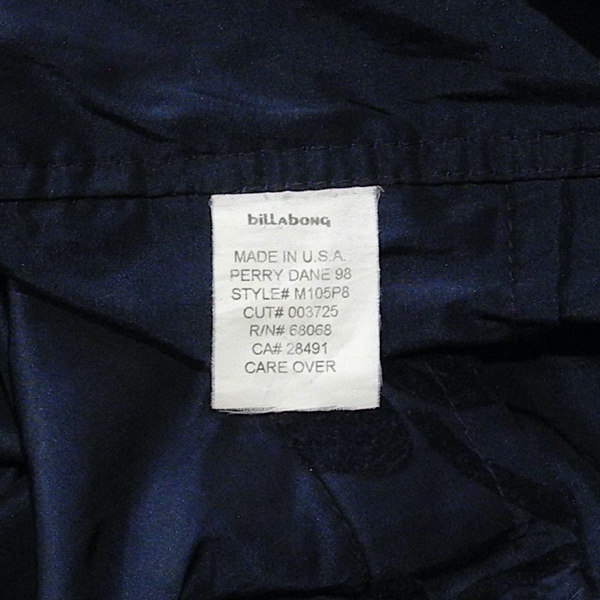 biLLAbONG
MADE IN U.S.A.
PERRY DANE 98
STYLE# M105P8
CUT# 003725
R/N# 68068
CA# 28491
CARE OVER